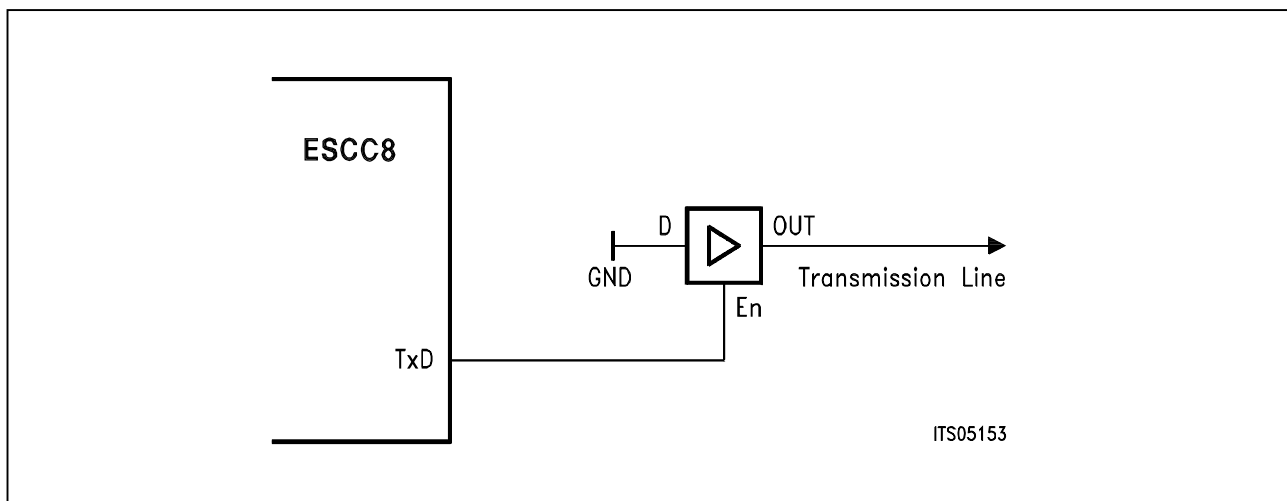 ESCC8
D
OUT
GND
Transmission Line
En
TxD
ITS05153